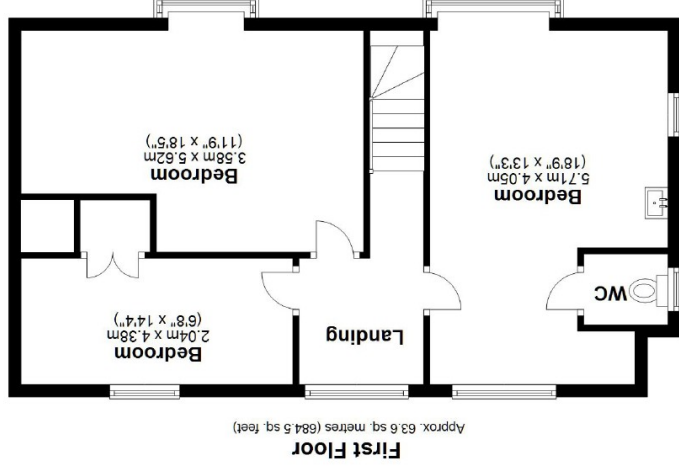 First Floor
Approx. 63.6 sq. metres (684.5 sq. feet)
Landing
Bedroom
2.04m x 4.38m
(6'8" x 14'4")
WC
Bedroom
5.71m x 4.05m
(18'9" x 13'3")
Bedroom
3.58m x 5.62m
(11'9" x 18'5")